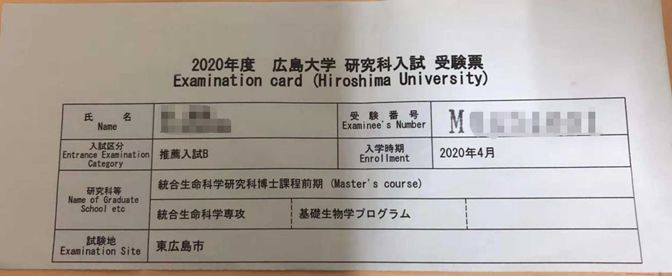 2020年度 広島大学 研究科入試 受験票
Examination card (Hiroshima University)
氏名
Name
受験番号
Examinee's Number
M
入試区分
Entrance Examination
Category
推薦入試B
入学時期
Enrollment
2020年4月
研究科等
Name of Graduate
School etc
統合生命科学研究科博士課程前期 (Master's course)
統合生命科学専攻
基礎生物学プログラム
試験地
Examination Site
東広島市